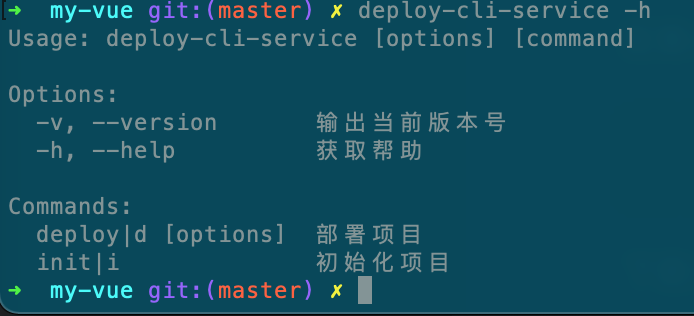 ➜  my-vue git:(master) ✗ deploy-cli-service -h
Usage: deploy-cli-service [options] [command]
Options:
  -v, --version       输出当前版本号
  -h, --help          获取帮助
Commands:
  deploy|d [options]  部署项目
  init|i              初始化项目
➜  my-vue git:(master) ✗